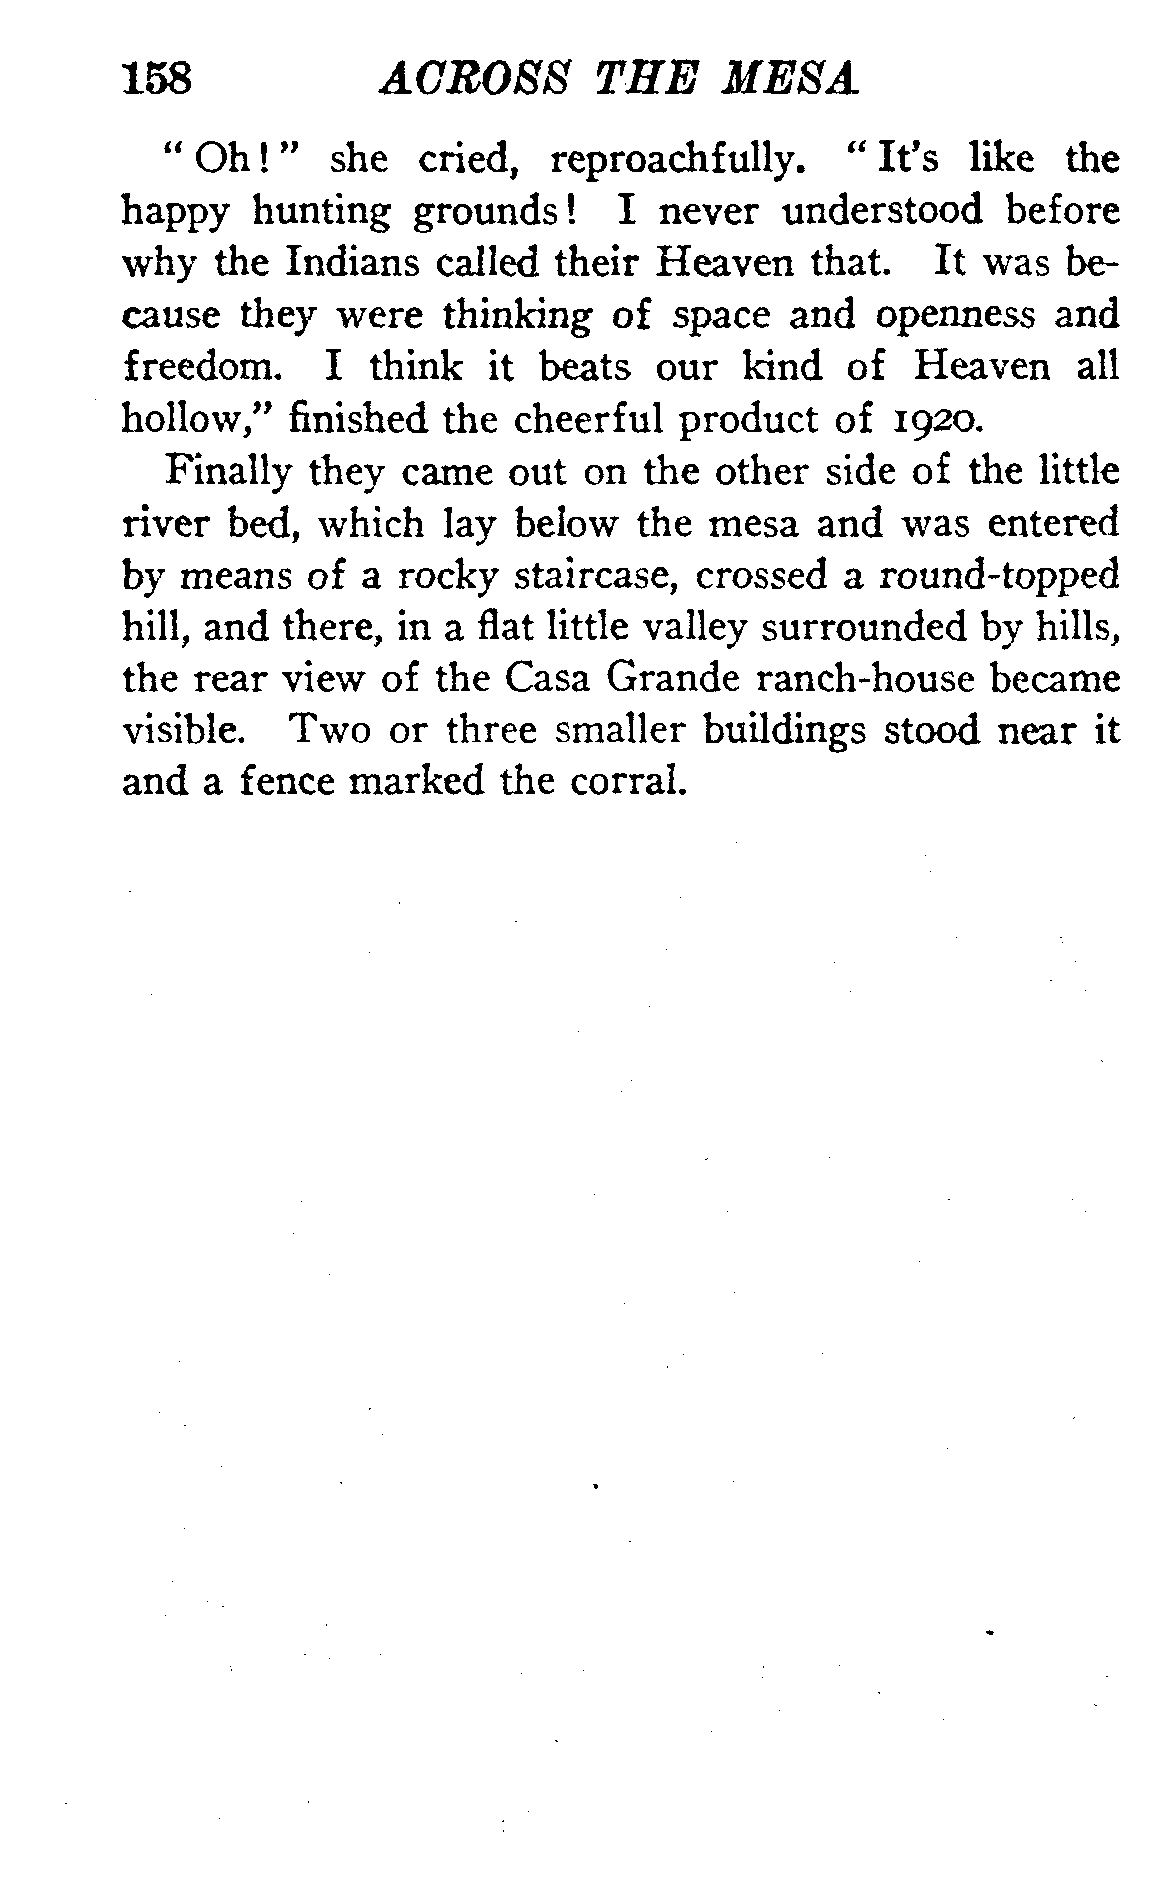 158 ACROSS THE MESA
" Oh ! " she cried, reproachfully. " It's like the
happy hunting grounds! I never understood before
why the Indians called their Heaven that. It was be-
cause they were thinking of space and openness and
freedom. I think it beats our kind of Heaven all
hollow," finished the cheerful product of 1920.
Finally they came out on the other side of the little
river bed, which lay below the mesa and was entered
by means of a rocky staircase, crossed a round-topped
hill, and there, in a flat little valley surrounded by hills,
the rear view of the Casa Grande ranch-house became
visible. Two or three smaller buildings stood near it
and a fence marked the corral.